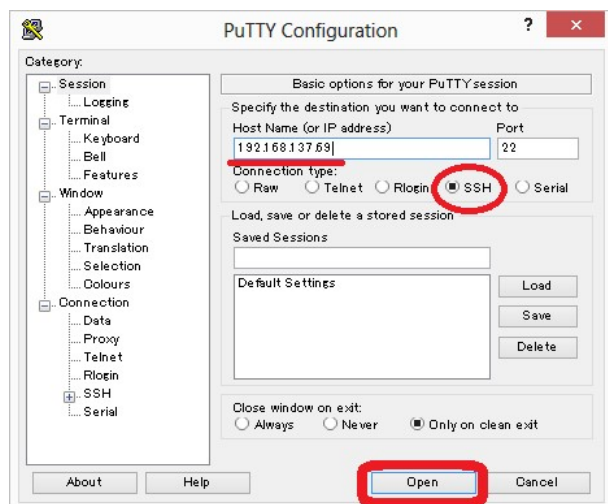 PuTTY Configuration
?
×
Category:
Session
Logging
Terminal
Keyboard
Bell
Features
Window
Appearance
Behaviour
Translation
Selection
Colours
Connection
Data
Proxy
Telnet
Rlogin
SSH
Serial
Basic options for your PuTTY session
Specify the destination you want to connect to
Host Name (or IP address) Port
192.168.137.69 22
Connection type:
Raw Telnet Rlogin SSH Serial
Load, save or delete a stored session
Saved Sessions
Default Settings
Load
Save
Delete
Close window on exit:
Always Never Only on clean exit
About Help Open Cancel